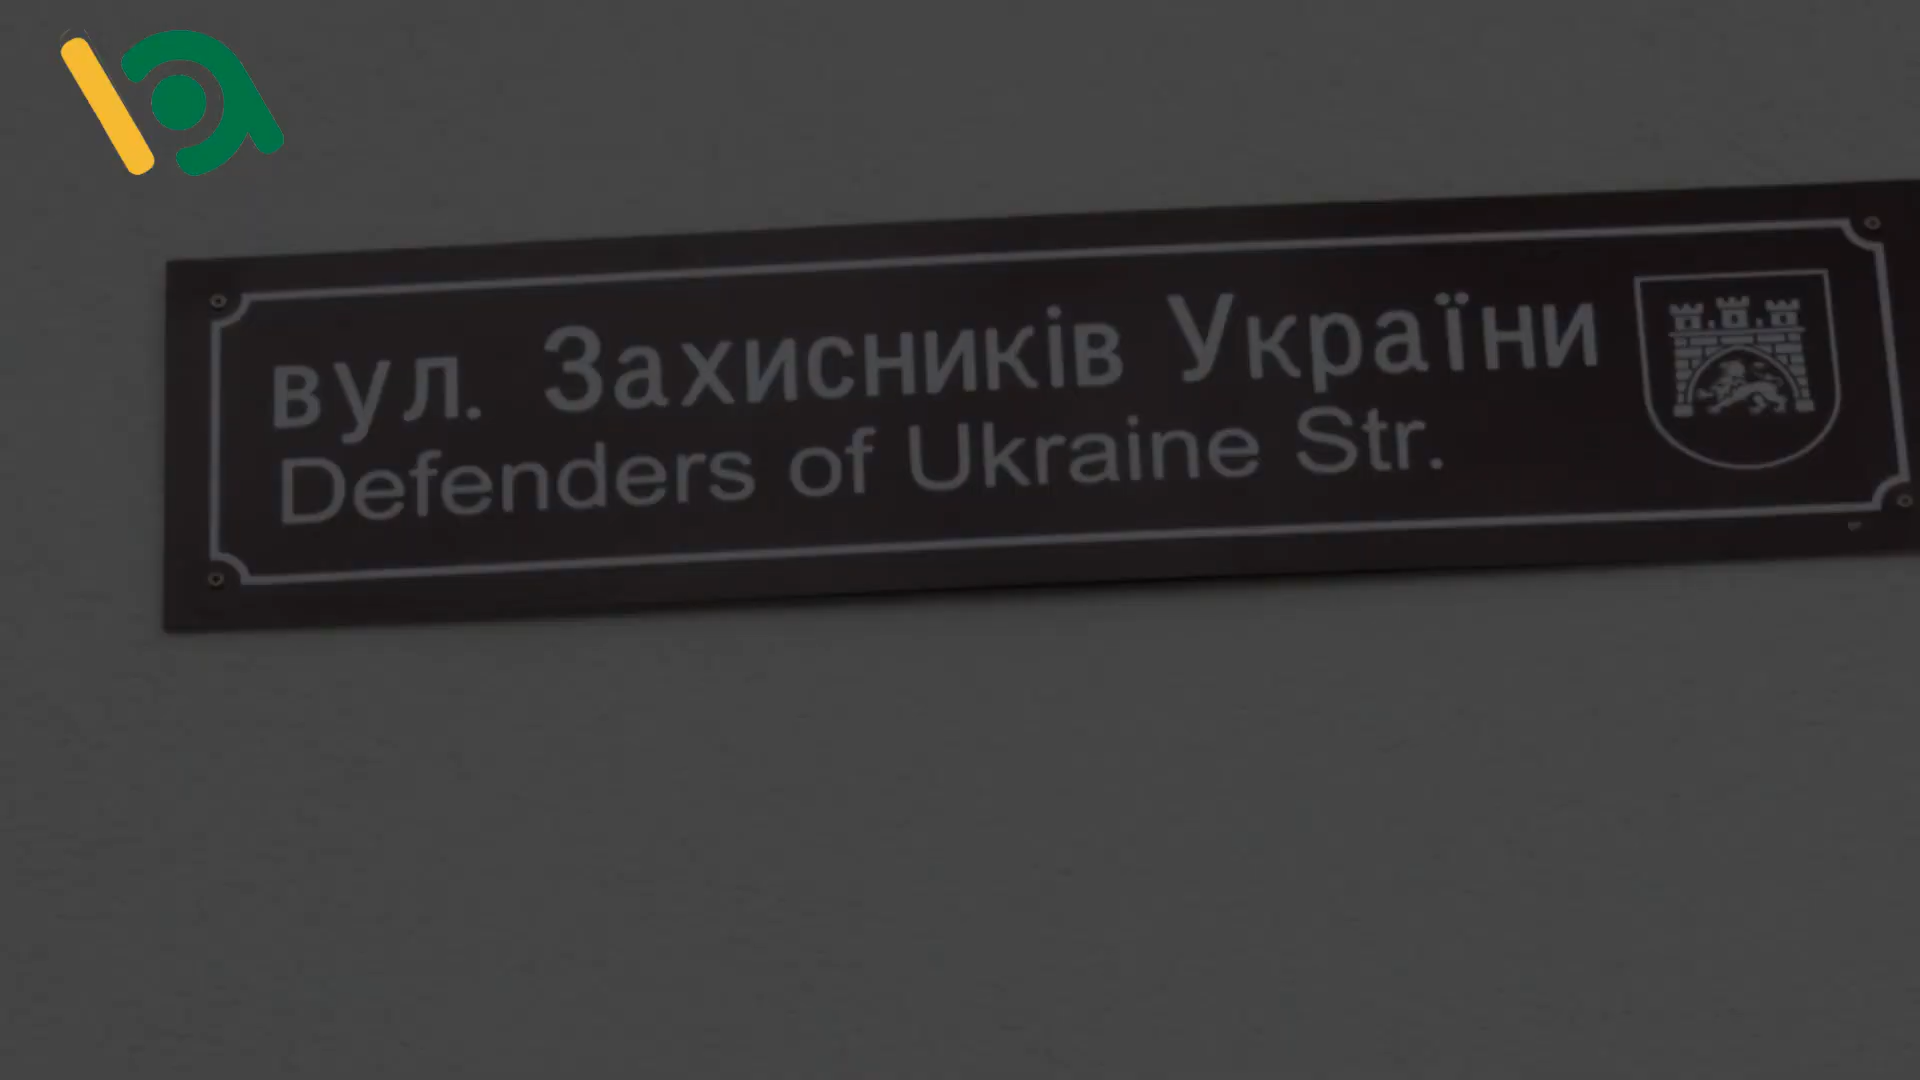 вул. Захисників України
Defenders of Ukraine Str.